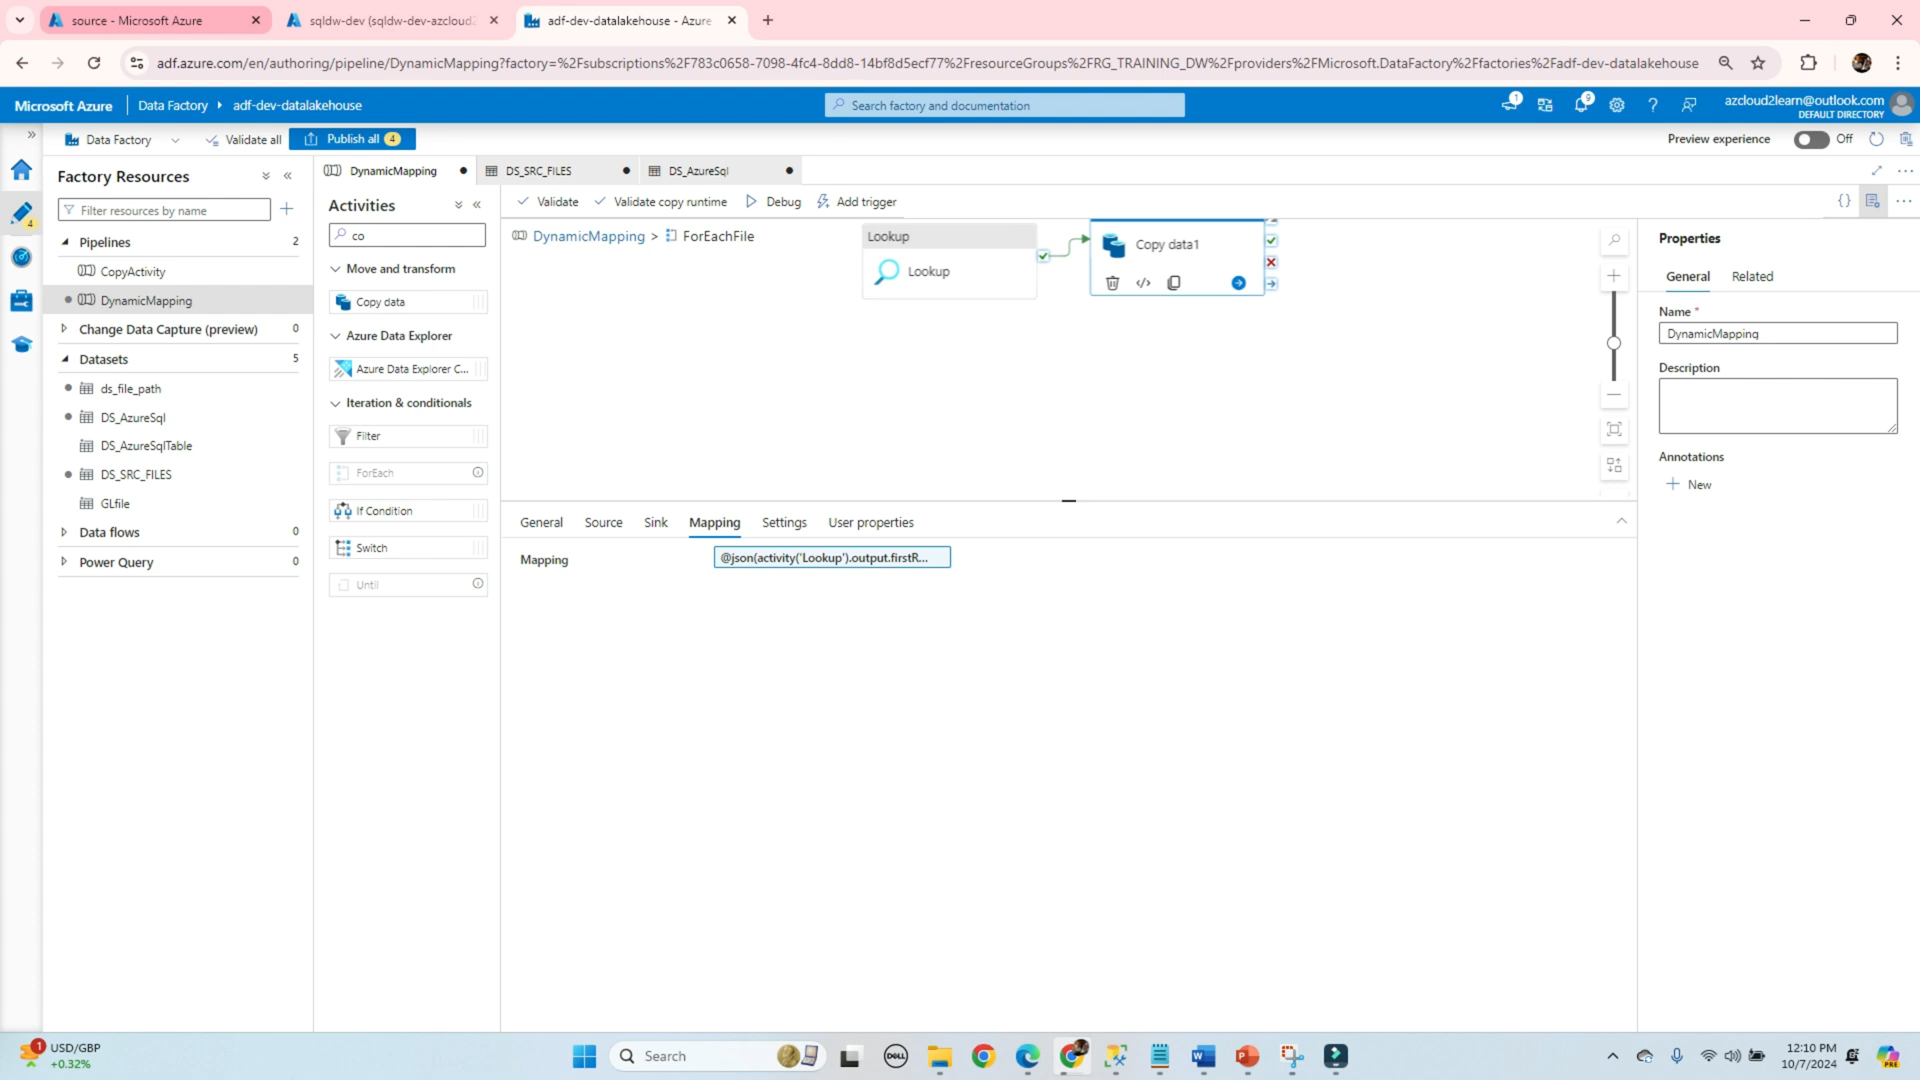 source - Microsoft Azure
sqldw-dev (sqldw-dev-azcloud2
adf-dev-datalakehouse - Azure
adf.azure.com/en/authoring/pipeline/DynamicMapping?factory=%2Fsubscriptions%2F783c0658-7098-4fc4-8dd8-14bf8d5ecf77%2FresourceGroups%2FRG_TRAINING_DW%2Fproviders%2FMicrosoft.DataFactory%2Ffactories%2Fadf-dev-datalakehouse
Microsoft Azure
Data Factory
adf-dev-datalakehouse
Search factory and documentation
1
9
azcloud2learn@outlook.com
DEFAULT DIRECTORY
Data Factory
Validate all
Publish all 4
Preview experience
Off
Factory Resources
Filter resources by name
4
Pipelines 2
CopyActivity
DynamicMapping
Change Data Capture (preview) 0
Datasets 5
ds_file_path
DS_AzureSql
DS_AzureSqlTable
DS_SRC_FILES
GLfile
Data flows 0
Power Query 0
DynamicMapping
DS_SRC_FILES
DS_AzureSql
Activities
co
Move and transform
Copy data
Azure Data Explorer
Azure Data Explorer C...
Iteration & conditionals
Filter
ForEach
If Condition
Switch
Until
Validate
Validate copy runtime
Debug
Add trigger
DynamicMapping > ForEachFile
Lookup
Lookup
Copy data1
General
Source
Sink
Mapping
Settings
User properties
Mapping
@json(activity('Lookup').output.firstR...
Properties
General
Related
Name *
DynamicMapping
Description
Annotations
New
1
USD/GBP
+0.32%
Search
DELL
12:10 PM
10/7/2024
PRE